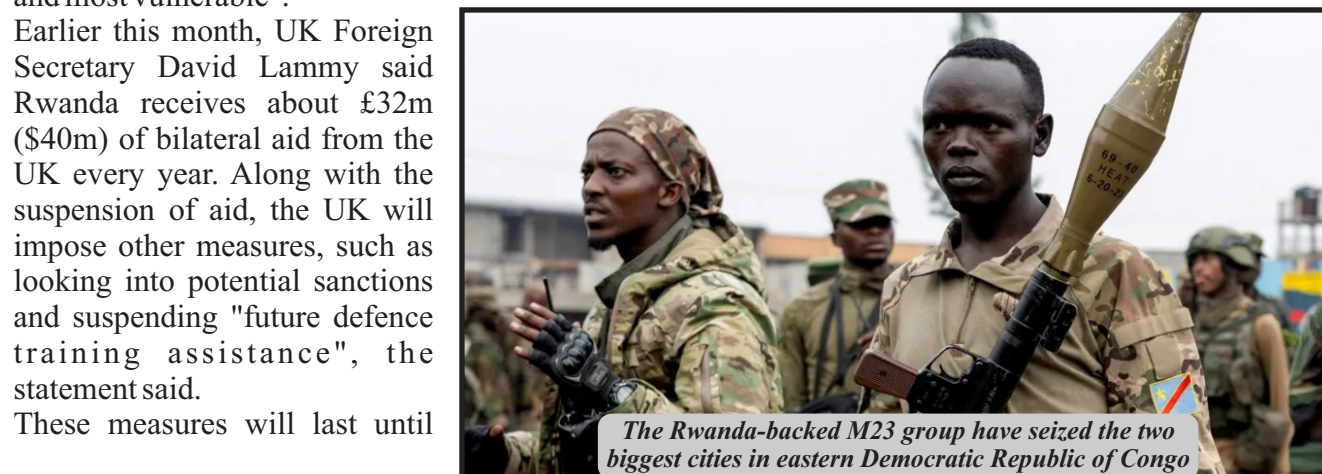 and most vulnerable".
Earlier this month, UK Foreign
Secretary David Lammy said
Rwanda receives about £32m
($40m) of bilateral aid from the
UK every year. Along with the
suspension of aid, the UK will
impose other measures, such as
looking into potential sanctions
and suspending "future defence
training assistance", the
statement said.
These measures will last until
69-40
HEAT
The Rwanda-backed M23 group have seized the two
biggest cities in eastern Democratic Republic of Congo